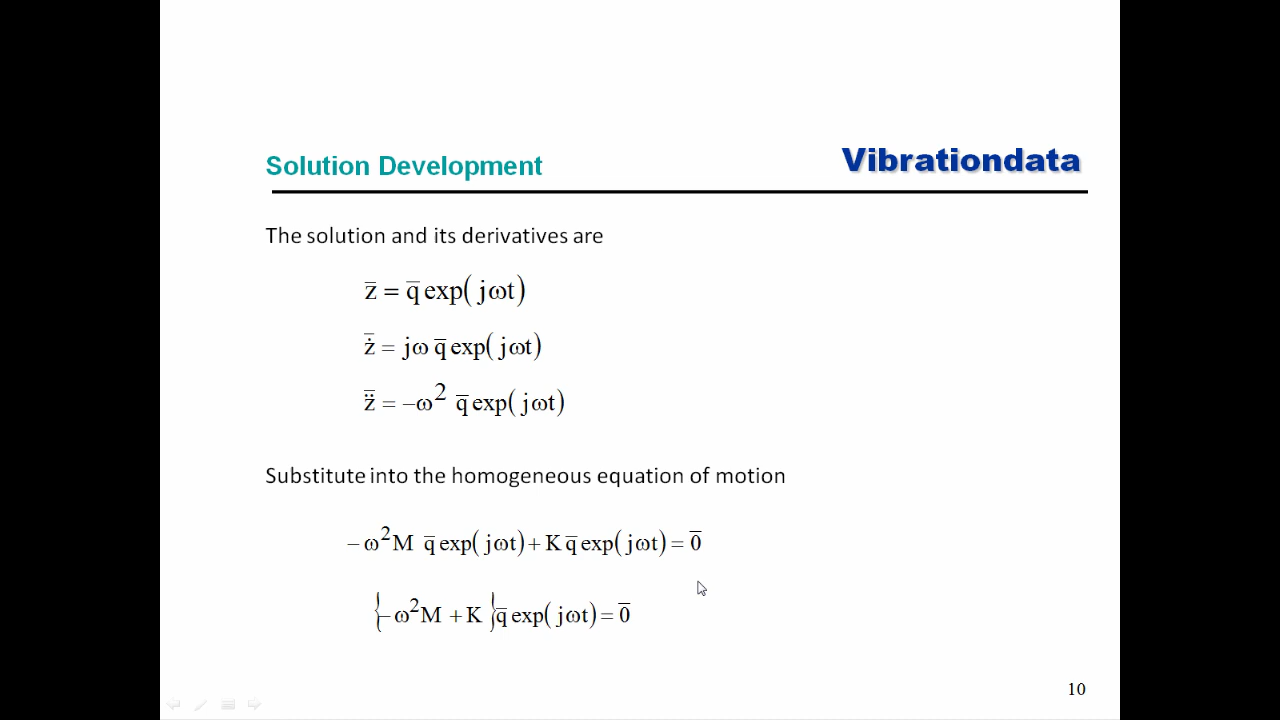 Solution Development
Vibrationdata
The solution and its derivatives are
z̄ = q̄ exp( jωt)
ż̄ = jω q̄ exp( jωt)
z̈̄ = −ω² q̄ exp( jωt)
Substitute into the homogeneous equation of motion
− ω²M q̄ exp( jωt) + K q̄ exp( jωt) = 0̄
{− ω²M + K } q̄ exp( jωt) = 0̄
10